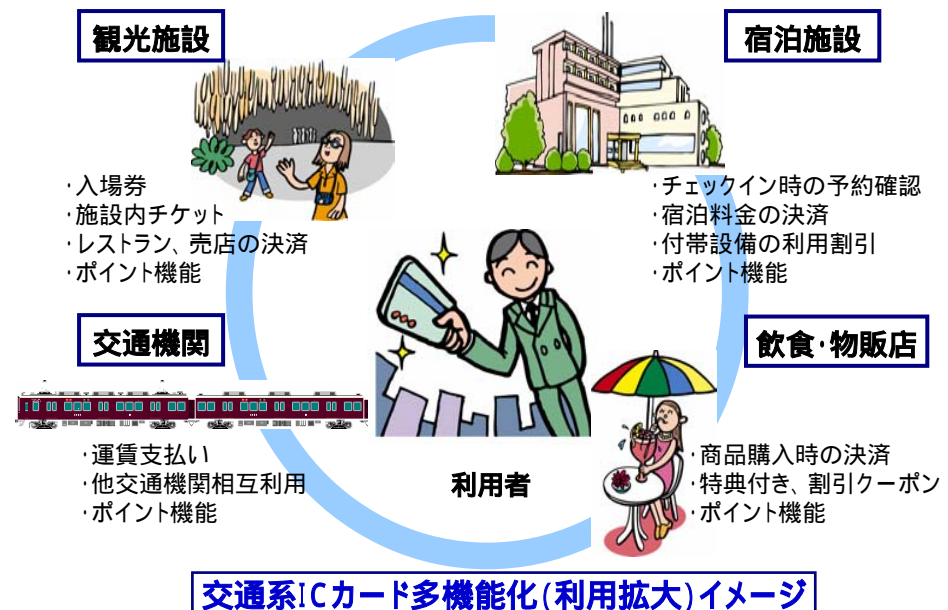 観光施設
・入場券
・施設内チケット
・レストラン、売店の決済
・ポイント機能
宿泊施設
・チェックイン時の予約確認
・宿泊料金の決済
・付帯設備の利用割引
・ポイント機能
交通機関
・運賃支払い
・他交通機関相互利用
・ポイント機能
利用者
飲食・物販店
・商品購入時の決済
・特典付き、割引クーポン
・ポイント機能
交通系ICカード多機能化(利用拡大)イメージ